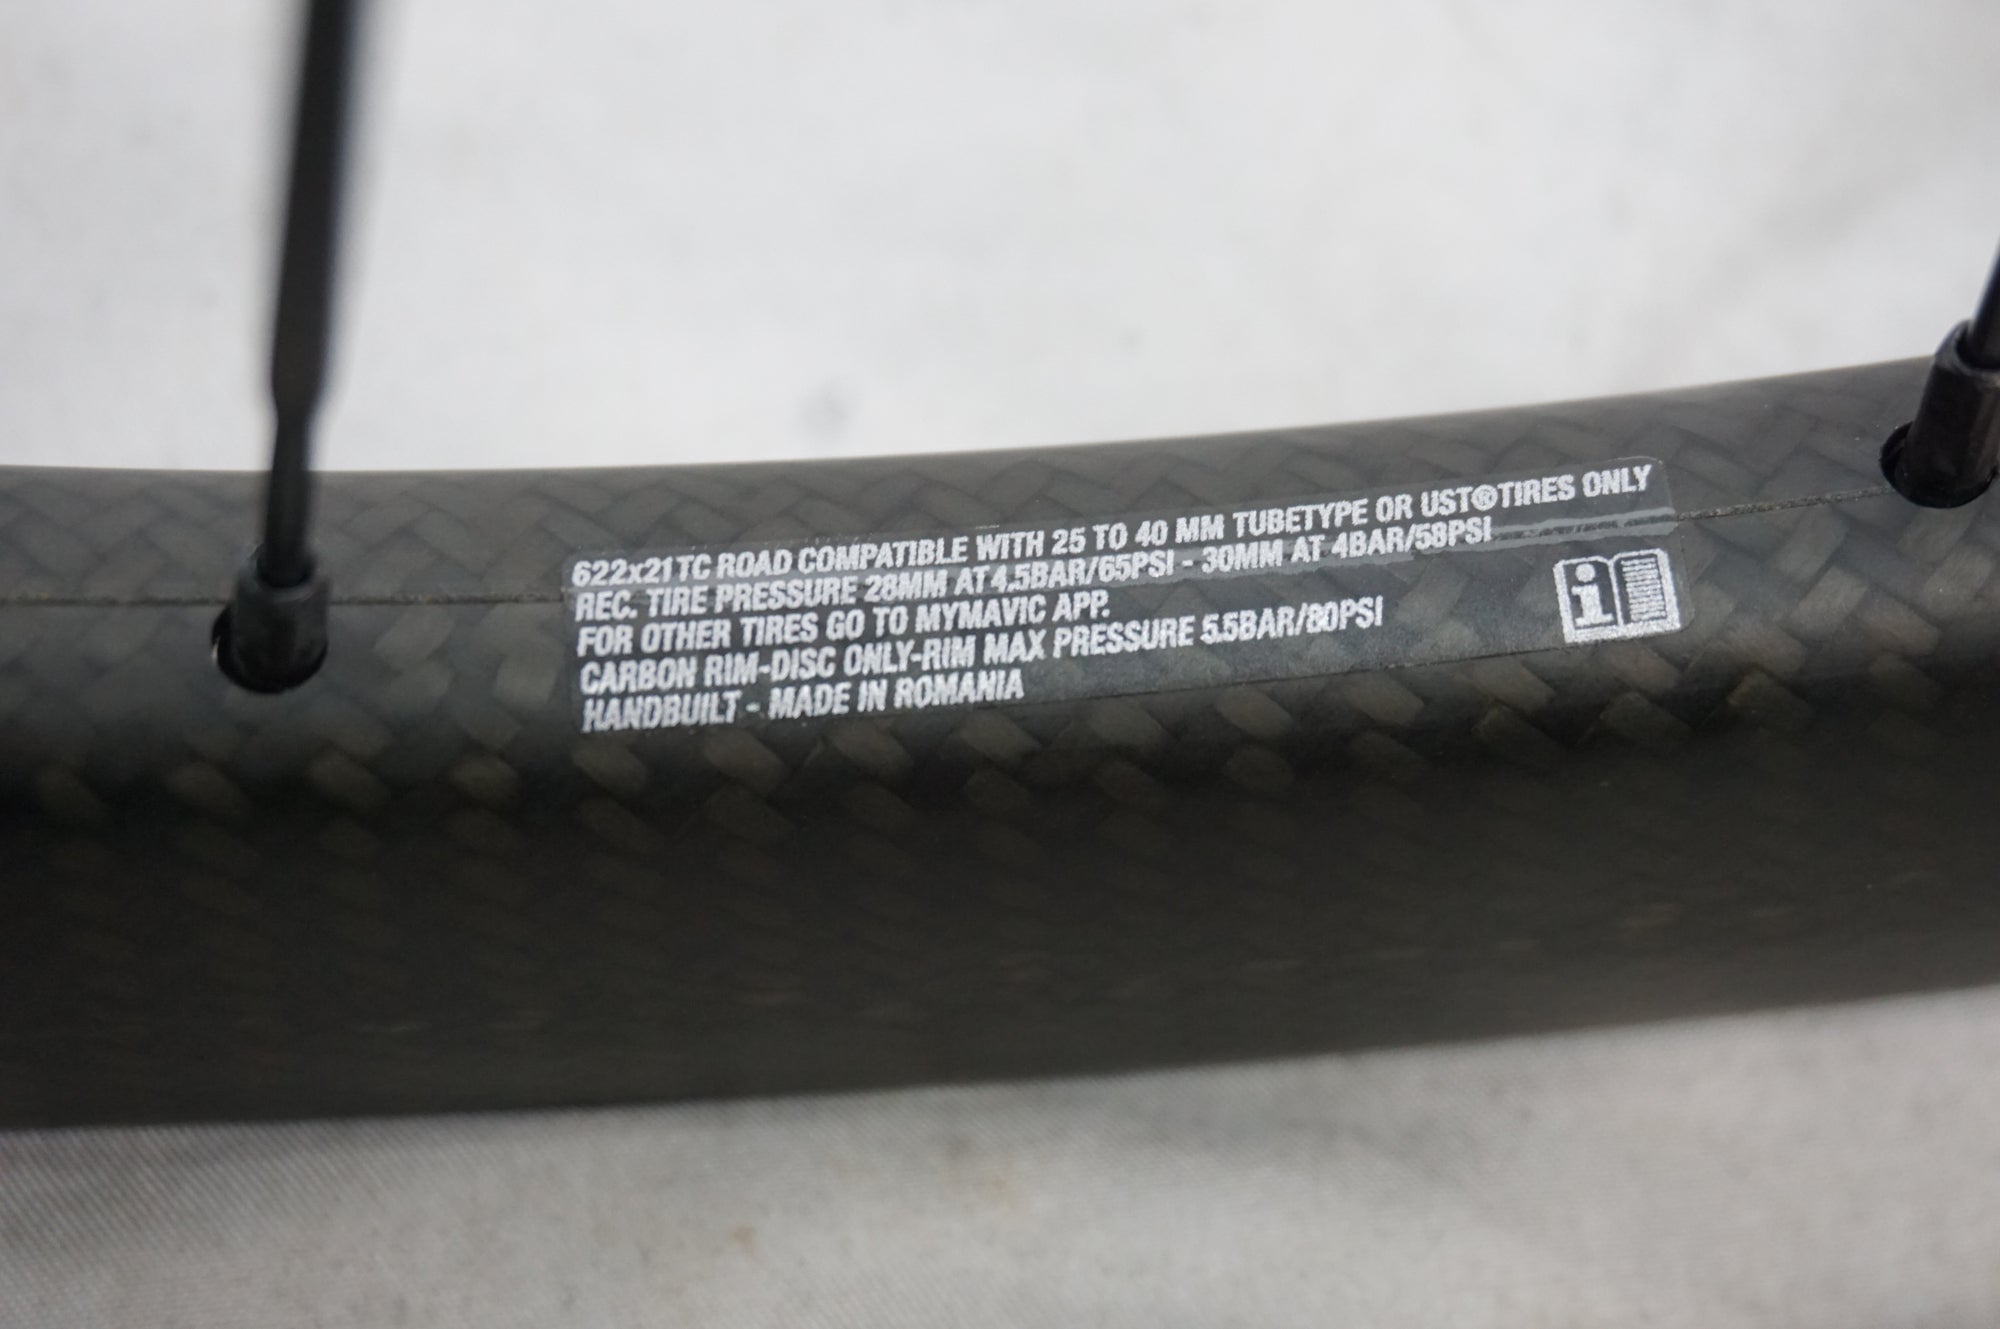 622x21TC ROAD COMPATIBLE WITH 25 TO 40 MM TUBETYPE OR UST®TIRES ONLY
REC. TIRE PRESSURE 28MM AT 4,5BAR/65PSI - 30MM AT 4BAR/58PSI
FOR OTHER TIRES GO TO MYMAVIC APP.
CARBON RIM-DISC ONLY-RIM MAX PRESSURE 5.5BAR/80PSI
HANDBUILT - MADE IN ROMANIA